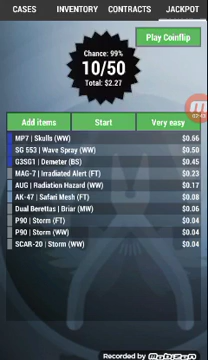 CASES INVENTORY CONTRACTS JACKPOT
Play Coinflip
Chance: 99%
10/50
Total: $2.27
Add items Start Very easy
MP7 | Skulls (WW) $0.66
SG 553 | Wave Spray (WW) $0.50
G3SG1 | Demeter (BS) $0.45
MAG-7 | Irradiated Alert (FT) $0.23
AUG | Radiation Hazard (WW) $0.17
AK-47 | Safari Mesh (FT) $0.08
Dual Berettas | Briar (MW) $0.06
P90 | Storm (FT) $0.04
P90 | Storm (WW) $0.04
SCAR-20 | Storm (WW) $0.04
Recorded by Mobizen